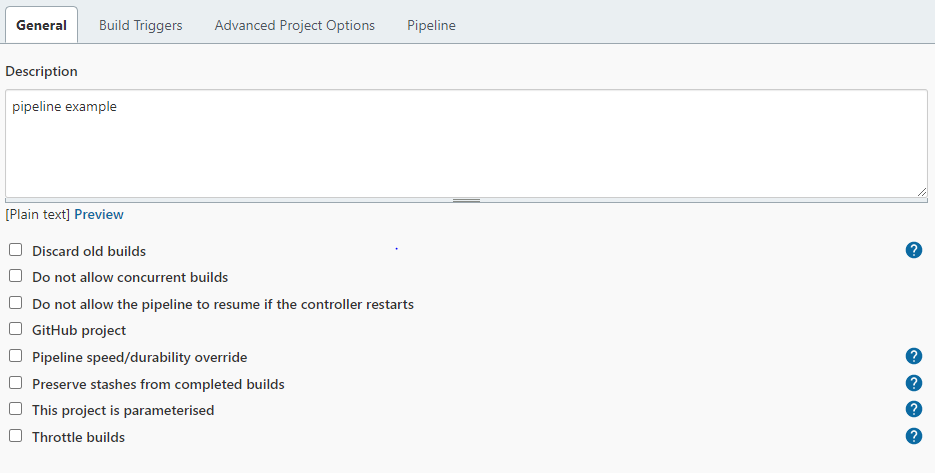 General Build Triggers Advanced Project Options Pipeline
Description
pipeline example
[Plain text] Preview
Discard old builds ?
Do not allow concurrent builds
Do not allow the pipeline to resume if the controller restarts
GitHub project
Pipeline speed/durability override ?
Preserve stashes from completed builds ?
This project is parameterised ?
Throttle builds ?